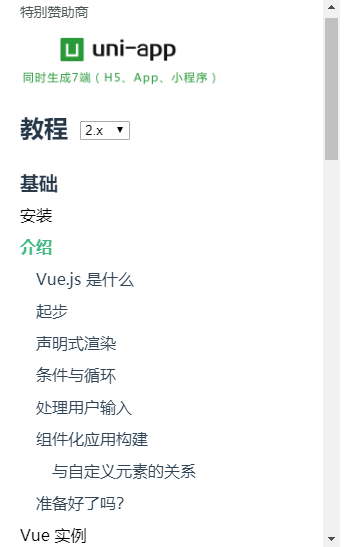 特别赞助商
uni-app
同时生成7端（H5、App、小程序）
教程 2.x
基础
安装
介绍
Vue.js 是什么
起步
声明式渲染
条件与循环
处理用户输入
组件化应用构建
与自定义元素的关系
准备好了吗？
Vue 实例